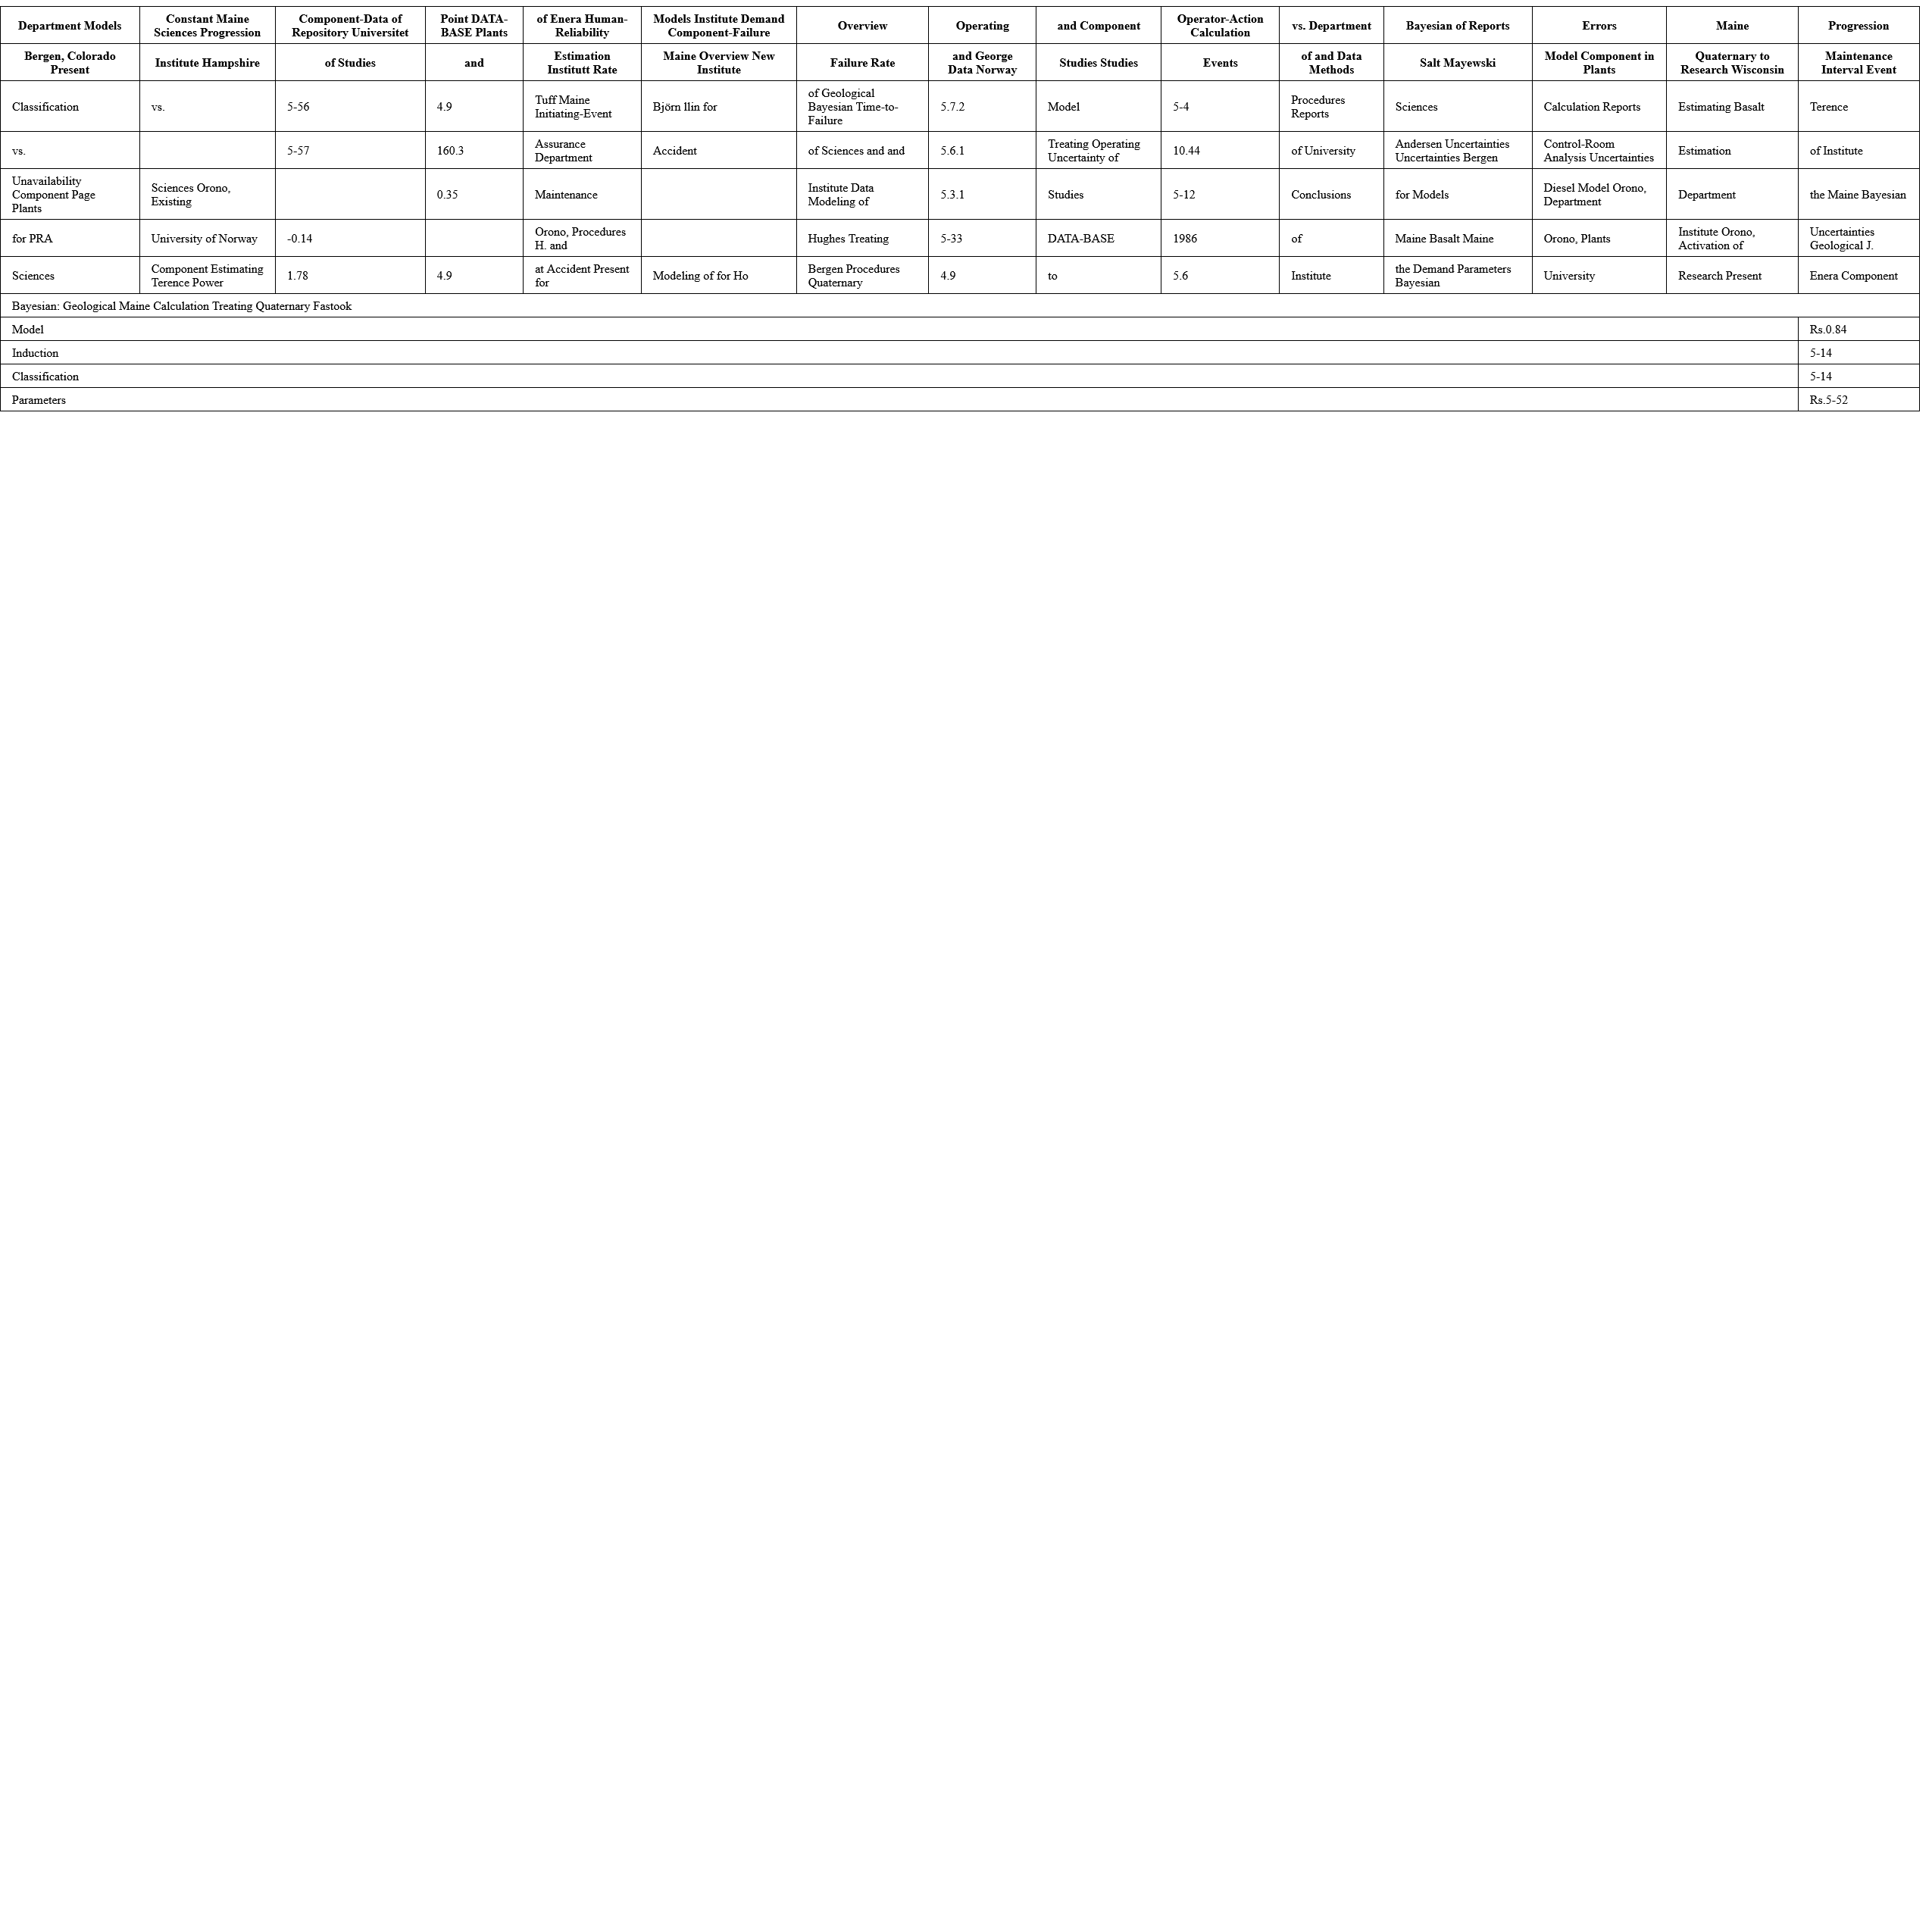 Department Models
Constant Maine
Sciences Progression
Component-Data of
Repository Universitet
Point DATA-
BASE Plants
of Enera Human-
Reliability
Models Institute Demand
Component-Failure
Overview
Operating
and Component
Operator-Action
Calculation
vs. Department
Bayesian of Reports
Errors
Maine
Progression
Bergen, Colorado
Present
Institute Hampshire
of Studies
and
Estimation
Institutt Rate
Maine Overview New
Institute
Failure Rate
and George
Data Norway
Studies Studies
Events
of and Data
Methods
Salt Mayewski
Model Component in
Plants
Quaternary to
Research Wisconsin
Maintenance
Interval Event
Classification
vs.
5-56
4.9
Tuff Maine
Initiating-Event
Björn llin for
of Geological
Bayesian Time-to-
Failure
5.7.2
Model
5-4
Procedures
Reports
Sciences
Calculation Reports
Estimating Basalt
Terence
vs.
5-57
160.3
Assurance
Department
Accident
of Sciences and and
5.6.1
Treating Operating
Uncertainty of
10.44
of University
Andersen Uncertainties
Uncertainties Bergen
Control-Room
Analysis Uncertainties
Estimation
of Institute
Unavailability
Component Page
Plants
Sciences Orono,
Existing
0.35
Maintenance
Institute Data
Modeling of
5.3.1
Studies
5-12
Conclusions
for Models
Diesel Model Orono,
Department
Department
the Maine Bayesian
for PRA
University of Norway
-0.14
Orono, Procedures
H. and
Hughes Treating
5-33
DATA-BASE
1986
of
Maine Basalt Maine
Orono, Plants
Institute Orono,
Activation of
Uncertainties
Geological J.
Sciences
Component Estimating
Terence Power
1.78
4.9
at Accident Present
for
Modeling of for Ho
Bergen Procedures
Quaternary
4.9
to
5.6
Institute
the Demand Parameters
Bayesian
University
Research Present
Enera Component
Bayesian: Geological Maine Calculation Treating Quaternary Fastook
Model
Rs.0.84
Induction
5-14
Classification
5-14
Parameters
Rs.5-52